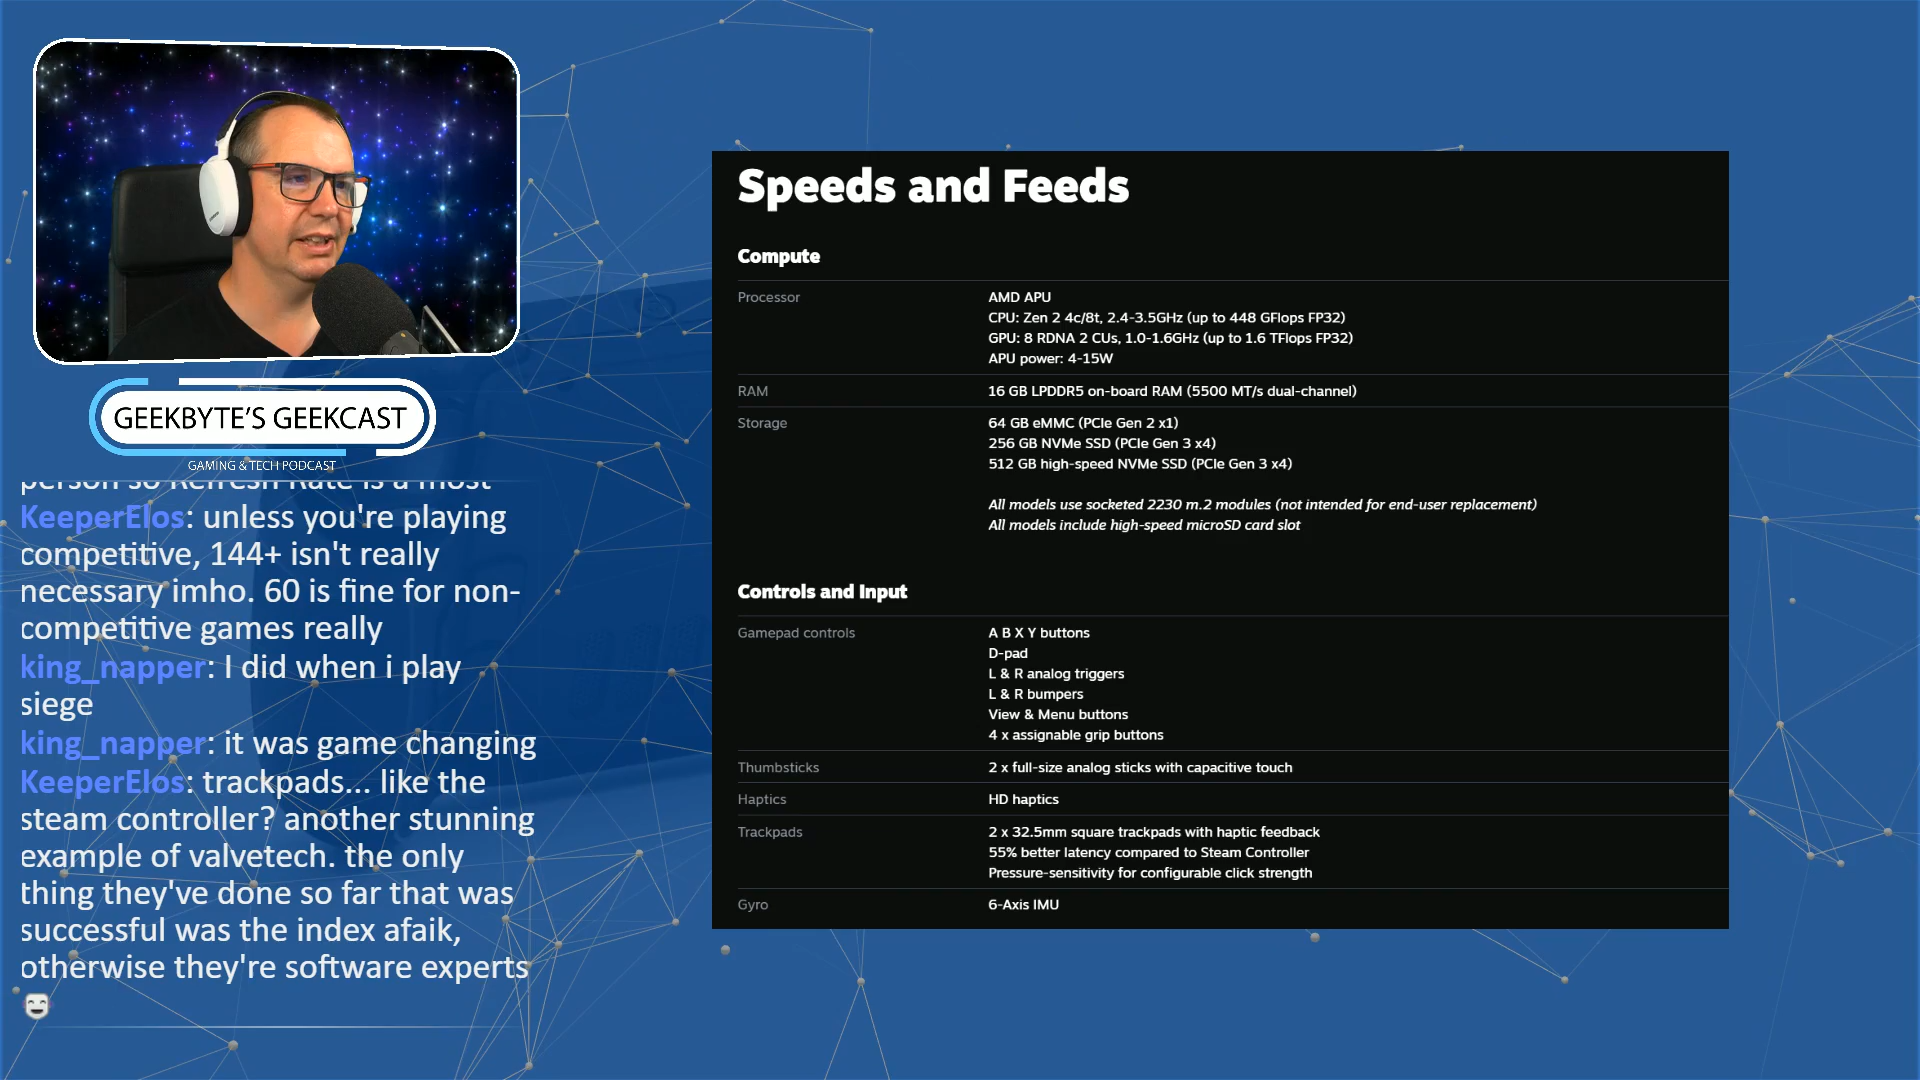 GEEKBYTE'S GEEKCAST
GAMING & TECH PODCAST
person so Refresh Rate is a most
KeeperElos: unless you're playing
competitive, 144+ isn't really
necessary imho. 60 is fine for non-
competitive games really
king_napper: I did when i play
siege
king_napper: it was game changing
KeeperElos: trackpads... like the
steam controller? another stunning
example of valvetech. the only
thing they've done so far that was
successful was the index afaik,
otherwise they're software experts
Speeds and Feeds
Compute
Processor
AMD APU
CPU: Zen 2 4c/8t, 2.4-3.5GHz (up to 448 GFlops FP32)
GPU: 8 RDNA 2 CUs, 1.0-1.6GHz (up to 1.6 TFlops FP32)
APU power: 4-15W
RAM
16 GB LPDDR5 on-board RAM (5500 MT/s dual-channel)
Storage
64 GB eMMC (PCIe Gen 2 x1)
256 GB NVMe SSD (PCIe Gen 3 x4)
512 GB high-speed NVMe SSD (PCIe Gen 3 x4)
All models use socketed 2230 m.2 modules (not intended for end-user replacement)
All models include high-speed microSD card slot
Controls and Input
Gamepad controls
A B X Y buttons
D-pad
L & R analog triggers
L & R bumpers
View & Menu buttons
4 x assignable grip buttons
Thumbsticks
2 x full-size analog sticks with capacitive touch
Haptics
HD haptics
Trackpads
2 x 32.5mm square trackpads with haptic feedback
55% better latency compared to Steam Controller
Pressure-sensitivity for configurable click strength
Gyro
6-Axis IMU